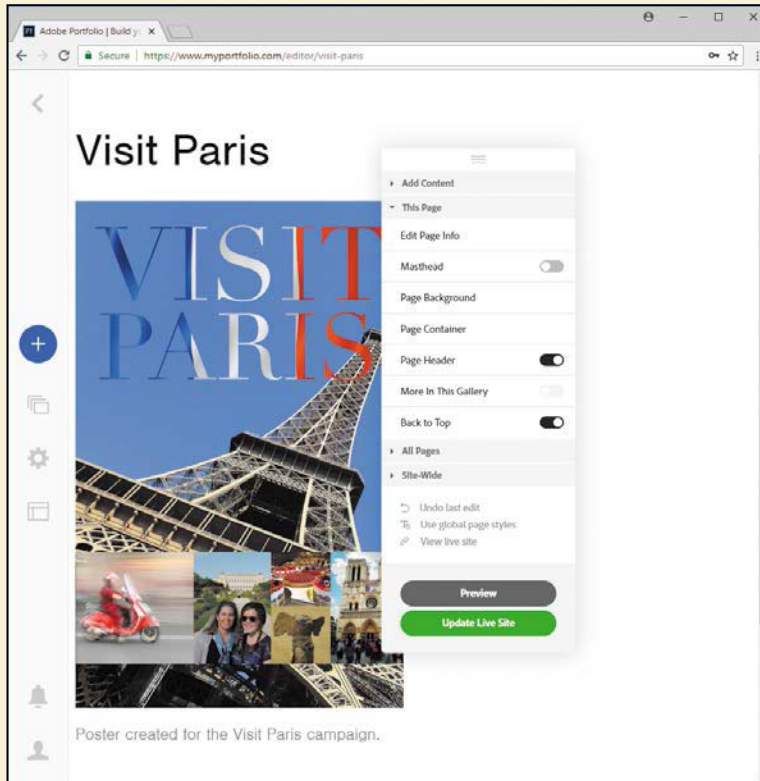 Adobe Portfolio | Build y
Secure | https://www.myportfolio.com/editor/visit-paris
Visit Paris
VISIT
PARIS
Add Content
This Page
Edit Page Info
Masthead
Page Background
Page Container
Page Header
More In This Gallery
Back to Top
All Pages
Site-Wide
Undo last edit
Use global page styles
View live site
Preview
Update Live Site
Poster created for the Visit Paris campaign.